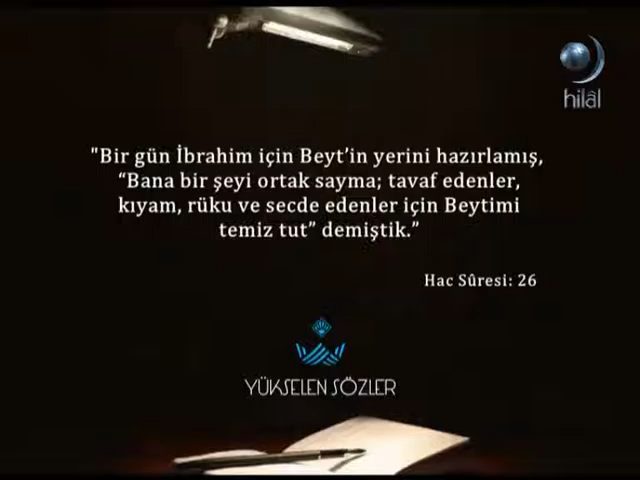 hilâl
"Bir gün İbrahim için Beyt'in yerini hazırlamış,
"Bana bir şeyi ortak sayma; tavaf edenler,
kıyam, rüku ve secde edenler için Beytimi
temiz tut" demiştik."
Hac Sûresi: 26
YÜKSELEN SÖZLER